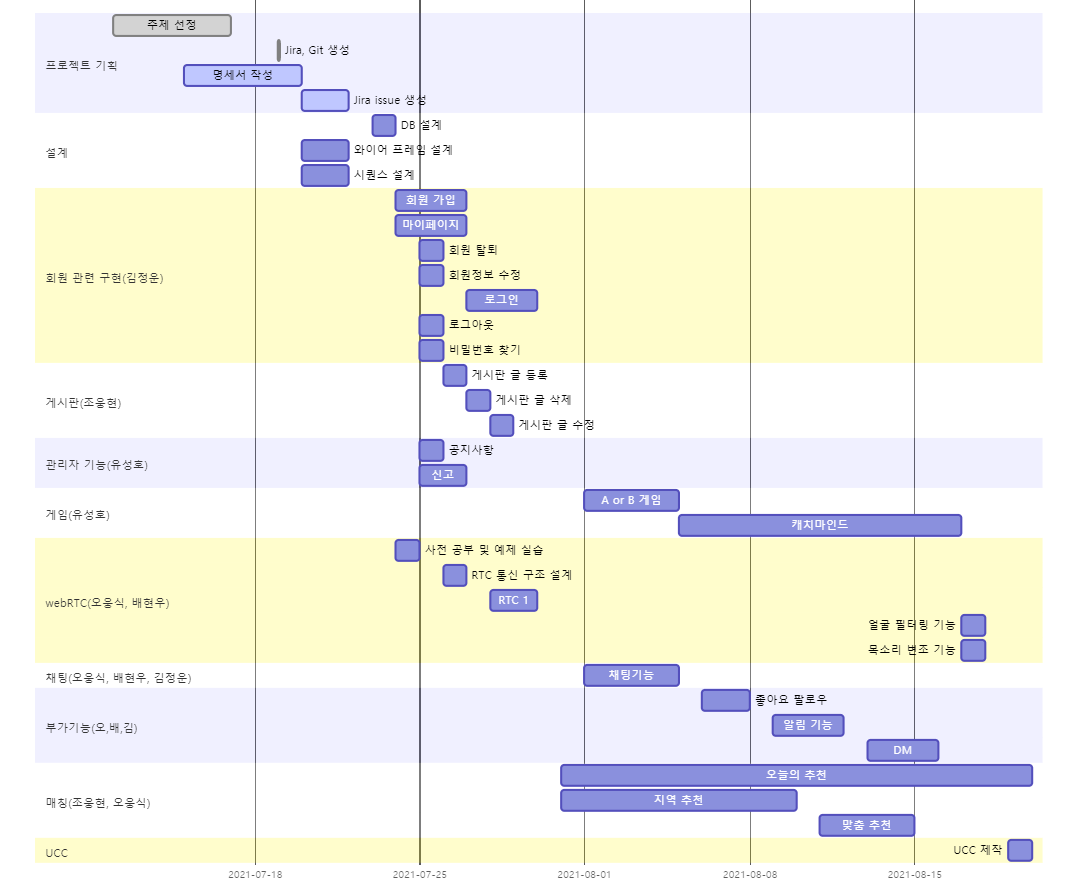 주제 선정
Jira, Git 생성
프로젝트 기획
명세서 작성
Jira issue 생성
DB 설계
설계
와이어 프레임 설계
시퀀스 설계
회원 가입
마이페이지
회원 탈퇴
회원 관련 구현(김정운)
회원정보 수정
로그인
로그아웃
비밀번호 찾기
게시판 글 등록
게시판(조웅현)
게시판 글 삭제
게시판 글 수정
공지사항
관리자 기능(유성호)
신고
A or B 게임
게임(유성호)
캐치마인드
사전 공부 및 예제 실습
RTC 통신 구조 설계
webRTC(오웅식, 배현우)
RTC 1
얼굴 필터링 기능
목소리 변조 기능
채팅(오웅식, 배현우, 김정운)
채팅기능
좋아요 팔로우
부가기능(오,배,김)
알림 기능
DM
오늘의 추천
매칭(조웅현, 오웅식)
지역 추천
맞춤 추천
UCC
UCC 제작
2021-07-18
2021-07-25
2021-08-01
2021-08-08
2021-08-15